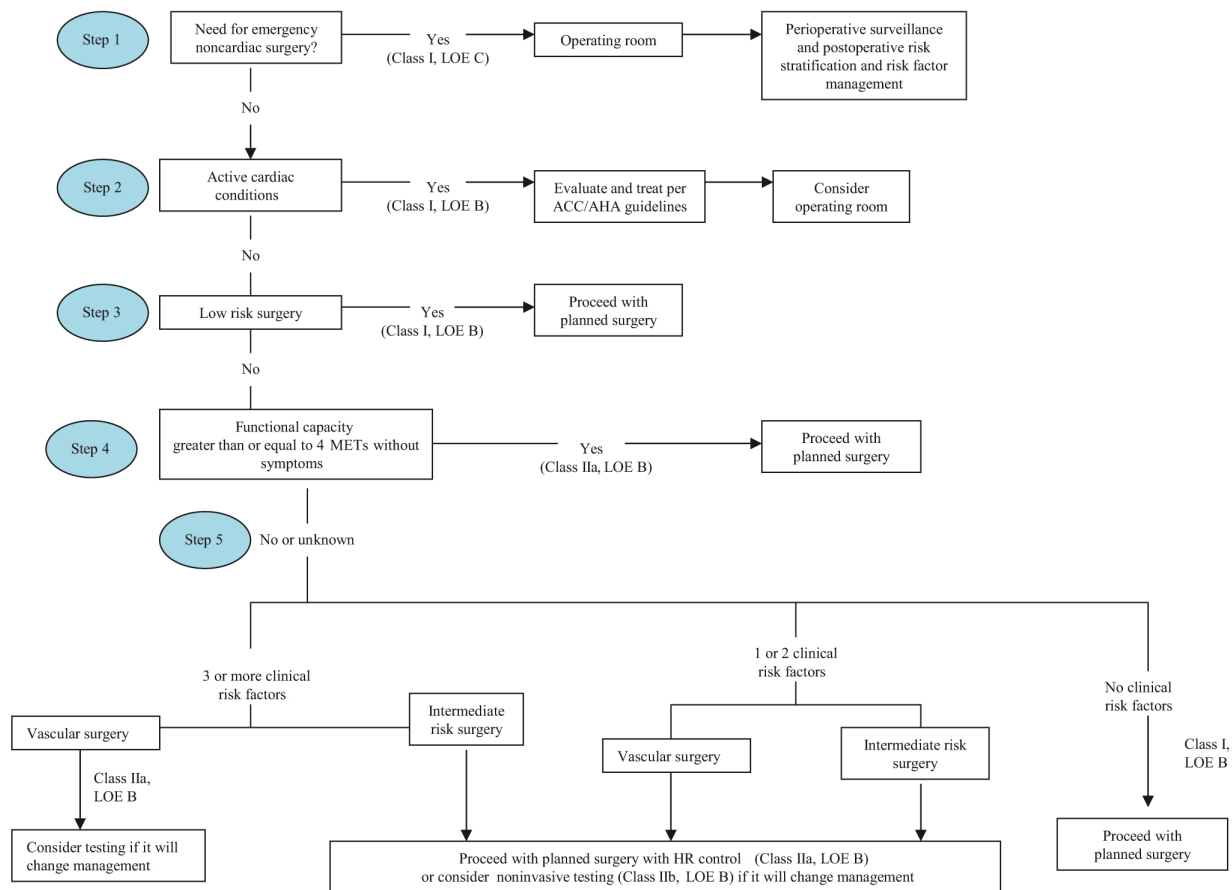 Step 1
Need for emergency
noncardiac surgery?
Yes
(Class I, LOE C)
Operating room
Perioperative surveillance
and postoperative risk
stratification and risk factor
management
No
Step 2
Active cardiac
conditions
Yes
(Class I, LOE B)
Evaluate and treat per
ACC/AHA guidelines
Consider
operating room
No
Step 3
Low risk surgery
Yes
(Class I, LOE B)
Proceed with
planned surgery
No
Step 4
Functional capacity
greater than or equal to 4 METs without
symptoms
Yes
(Class IIa, LOE B)
Proceed with
planned surgery
Step 5
No or unknown
3 or more clinical
risk factors
1 or 2 clinical
risk factors
No clinical
risk factors
Vascular surgery
Intermediate
risk surgery
Vascular surgery
Intermediate risk
surgery
Class IIa,
LOE B
Class I,
LOE B
Consider testing if it will
change management
Proceed with planned surgery with HR control (Class IIa, LOE B)
or consider noninvasive testing (Class IIb, LOE B) if it will change management
Proceed with
planned surgery